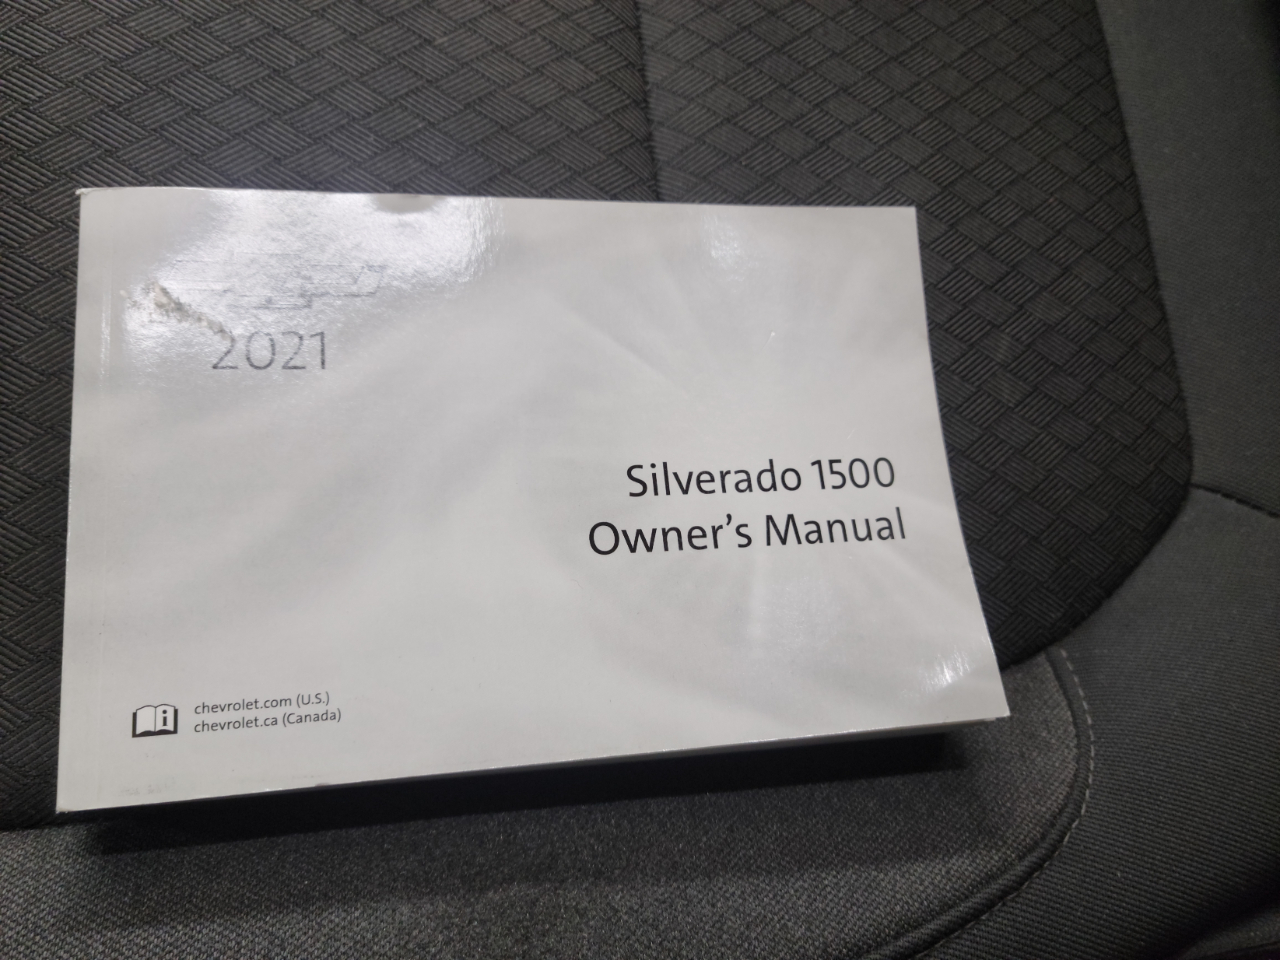 2021
Silverado 1500
Owner's Manual
chevrolet.com (U.S.)
chevrolet.ca (Canada)